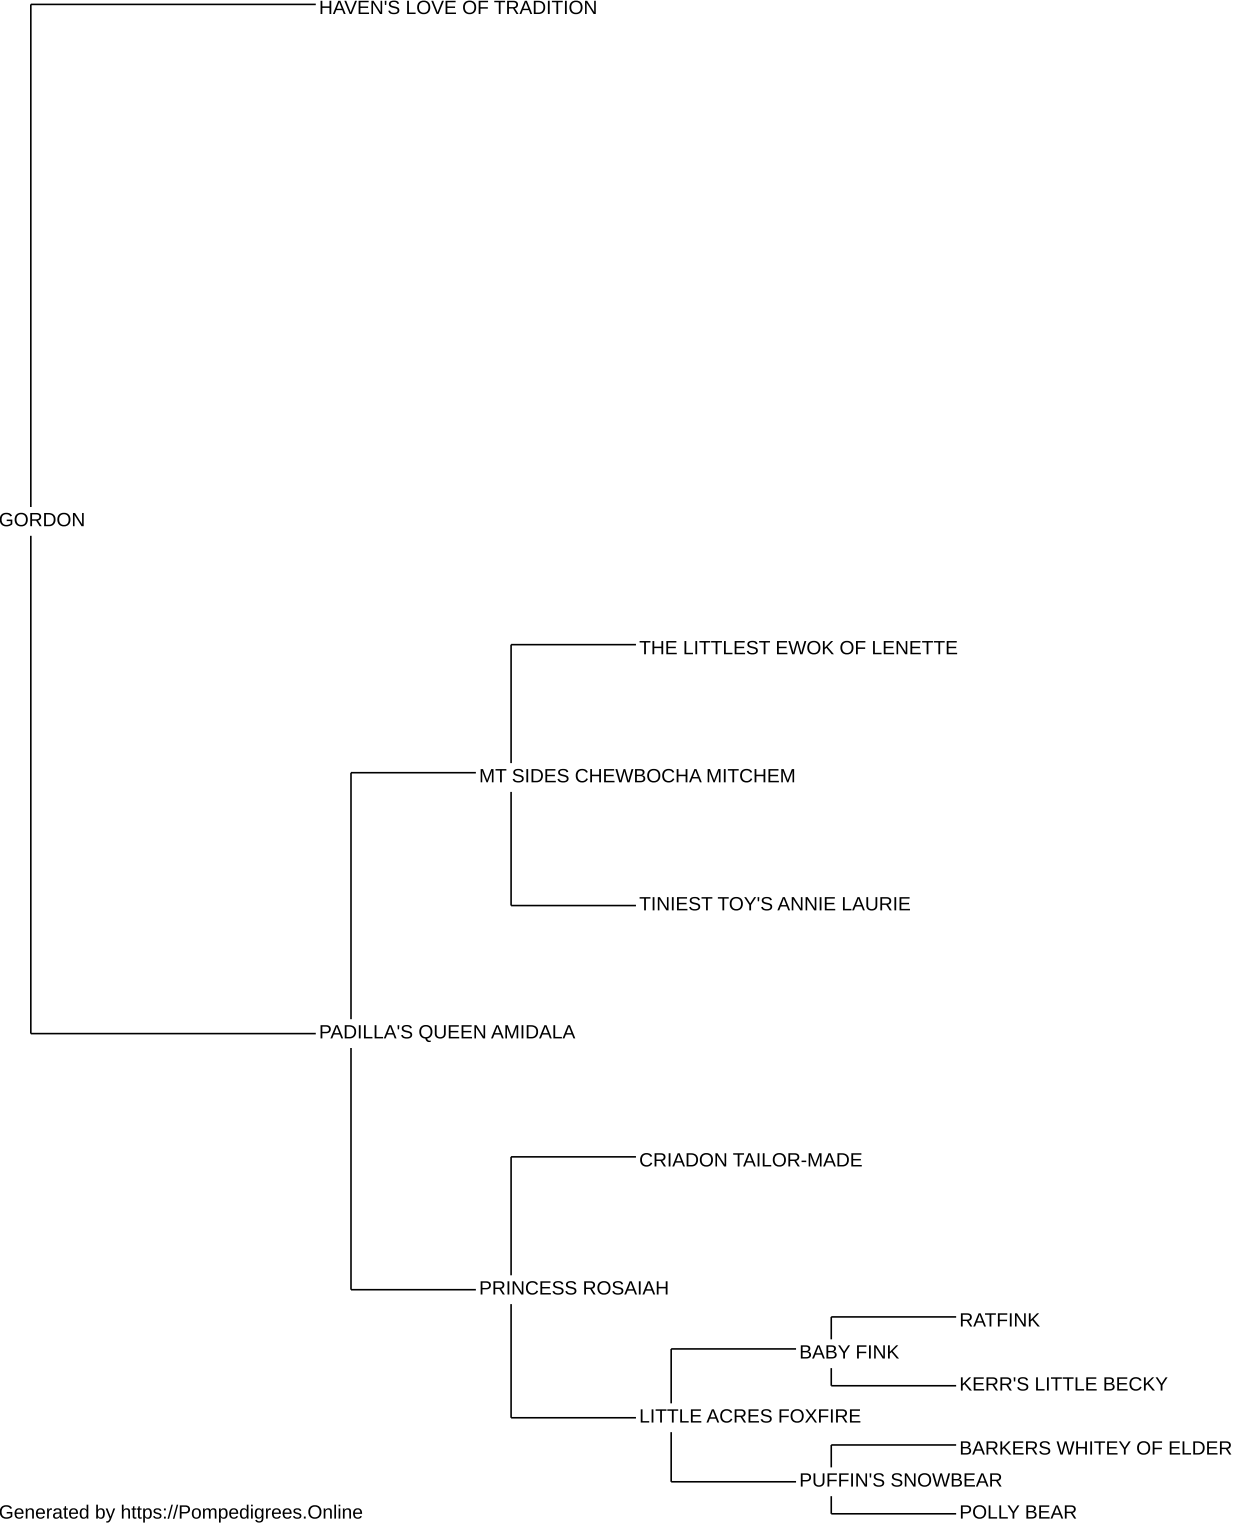 HAVEN'S LOVE OF TRADITION
GORDON
THE LITTLEST EWOK OF LENETTE
MT SIDES CHEWBOCHA MITCHEM
TINIEST TOY'S ANNIE LAURIE
PADILLA'S QUEEN AMIDALA
CRIADON TAILOR-MADE
PRINCESS ROSAIAH
RATFINK
BABY FINK
KERR'S LITTLE BECKY
LITTLE ACRES FOXFIRE
BARKERS WHITEY OF ELDER
PUFFIN'S SNOWBEAR
POLLY BEAR
Generated by https://Pompedigrees.Online